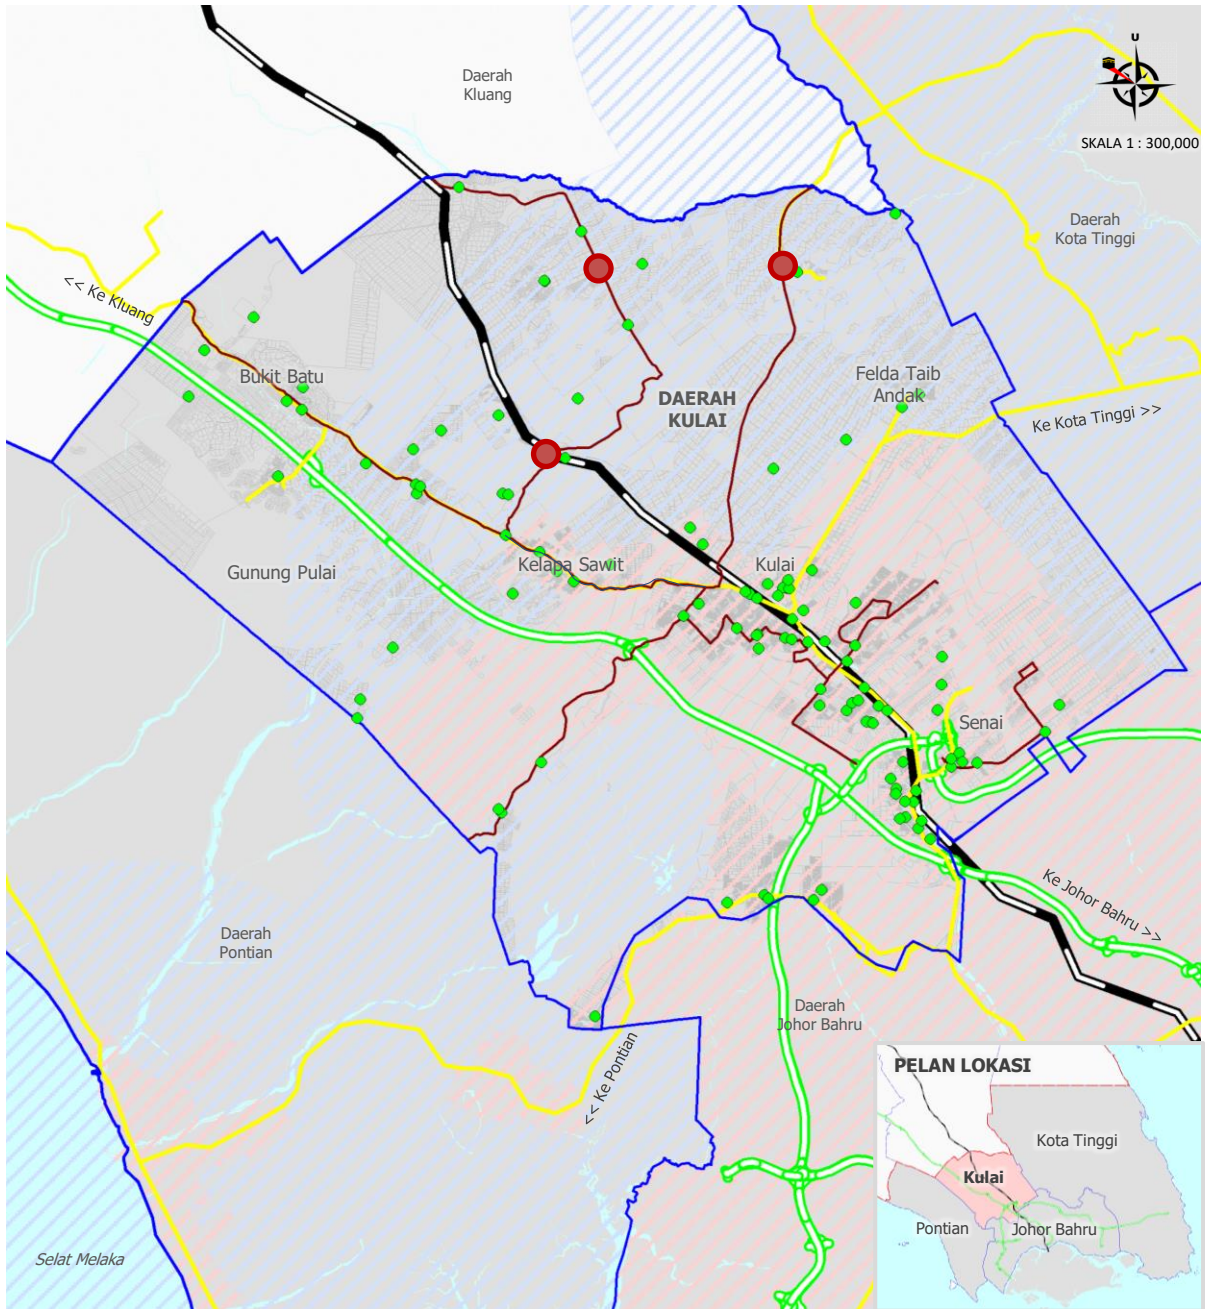 Daerah
Kluang
U
SKALA 1 : 300,000
Daerah
Kota Tinggi
<< Ke Kluang
Bukit Batu
DAERAH
KULAI
Felda Taib
Andak
Ke Kota Tinggi >>
Gunung Pulai
Kelapa Sawit
Kulai
Senai
Ke Johor Bahru >>
Daerah
Pontian
Daerah
Johor Bahru
<< Ke Pontian
Selat Melaka
PELAN LOKASI
Kota Tinggi
Kulai
Pontian
Johor Bahru